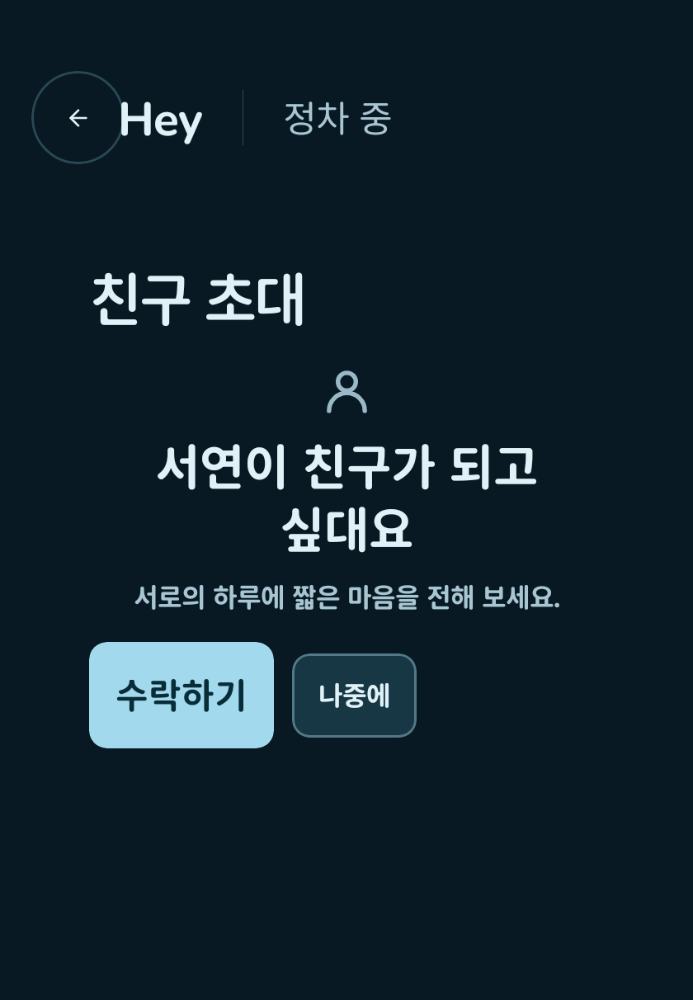 Hey 정차 중
친구 초대
서연이 친구가 되고
싶대요
서로의 하루에 짧은 마음을 전해 보세요.
수락하기 나중에